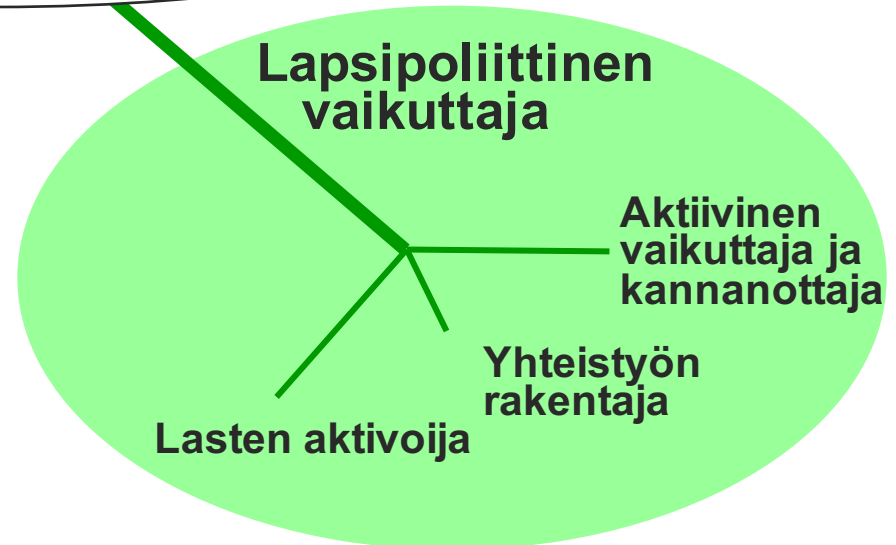 Lapsipoliittinen
vaikuttaja
Aktiivinen
vaikuttaja ja
kannanottaja
Yhteistyön
rakentaja
Lasten aktivoija